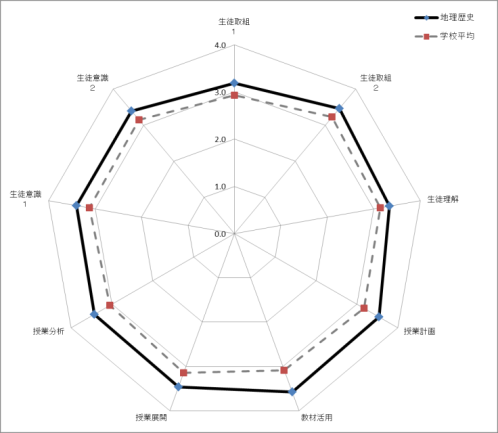 生徒取組
1
地理歴史
学校平均
4.0
生徒意識
2
生徒取組
2
3.0
2.0
生徒意識
1
生徒理解
1.0
0.0
授業分析
授業計画
授業展開
教材活用